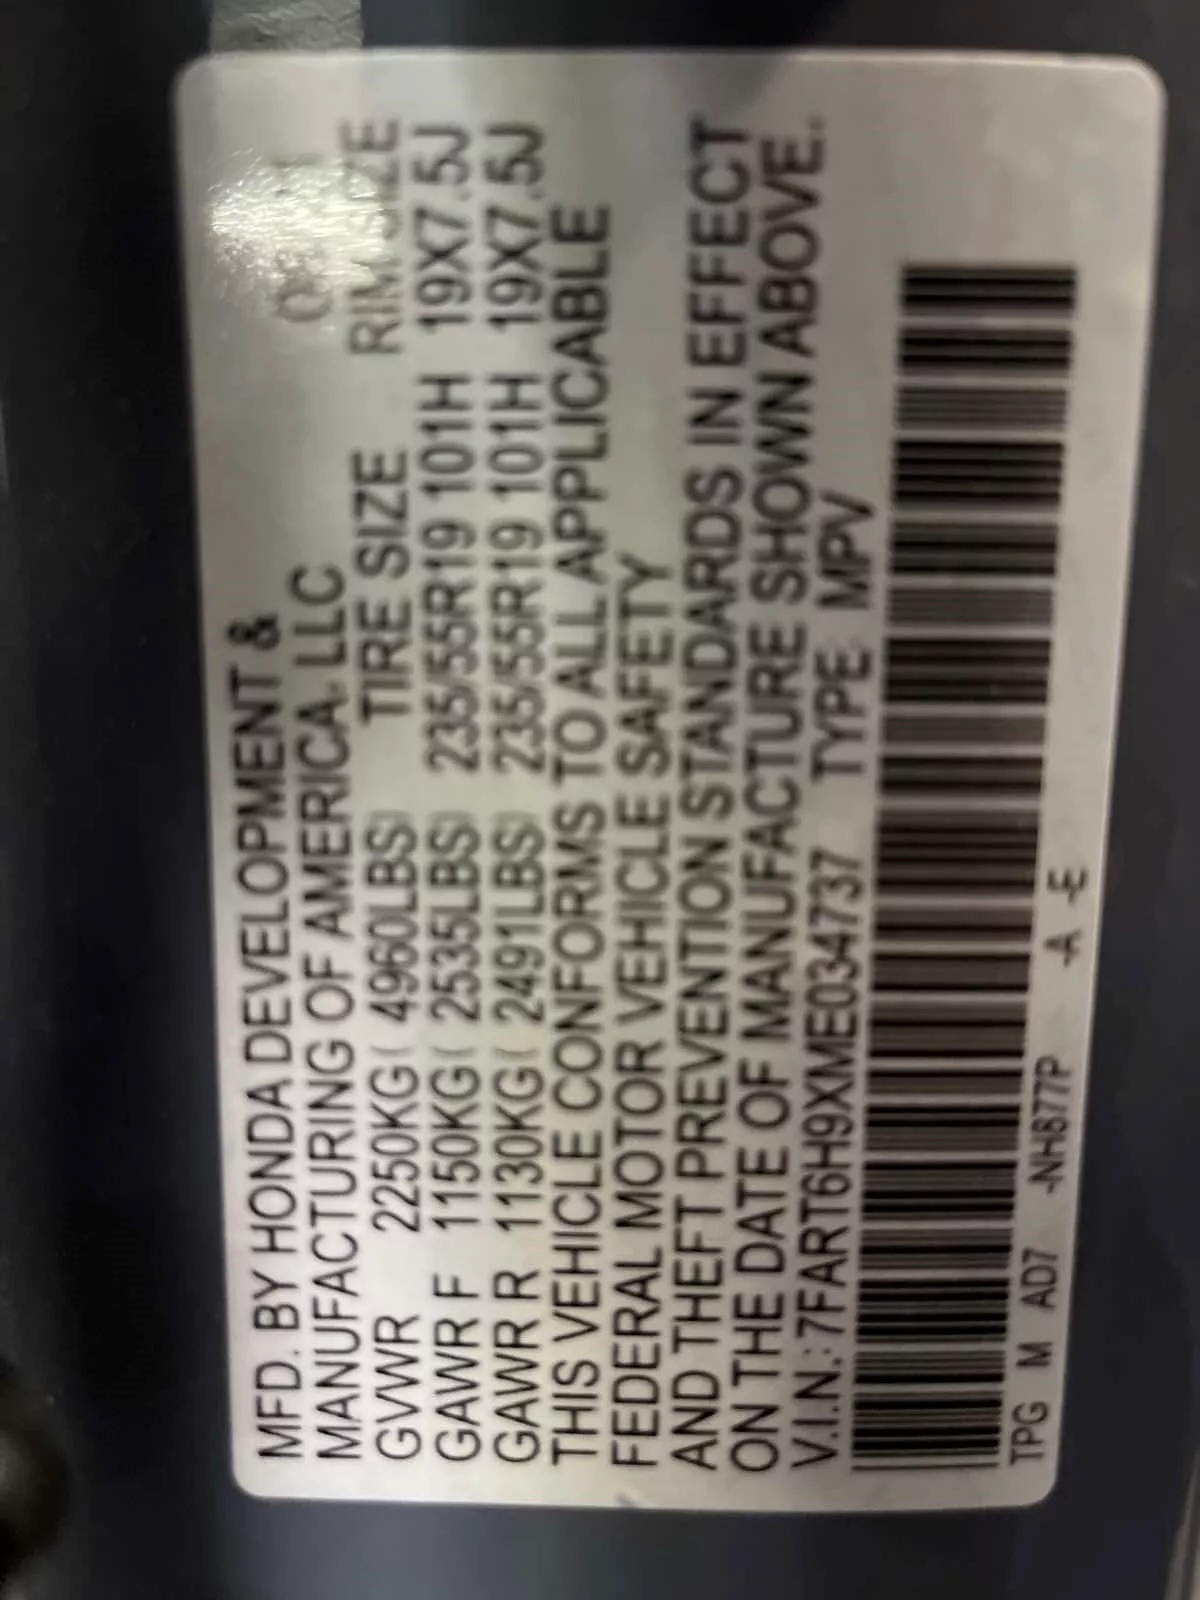 MFD. BY HONDA DEVELOPMENT &
MANUFACTURING OF AMERICA, LLC
TIRE SIZE RIM SIZE
GVWR 2250KG( 4960LBS)
GAWR F 1150KG( 2535LBS) 235/55R19 101H 19X7.5J
GAWR R 1130KG( 2491LBS) 235/55R19 101H 19X7.5J
THIS VEHICLE CONFORMS TO ALL APPLICABLE
FEDERAL MOTOR VEHICLE SAFETY
AND THEFT PREVENTION STANDARDS IN EFFECT
ON THE DATE OF MANUFACTURE SHOWN ABOVE.
V.I.N.:7FART6H9XME034737 TYPE: MPV
TPG M AD7 -NH877P -A -E